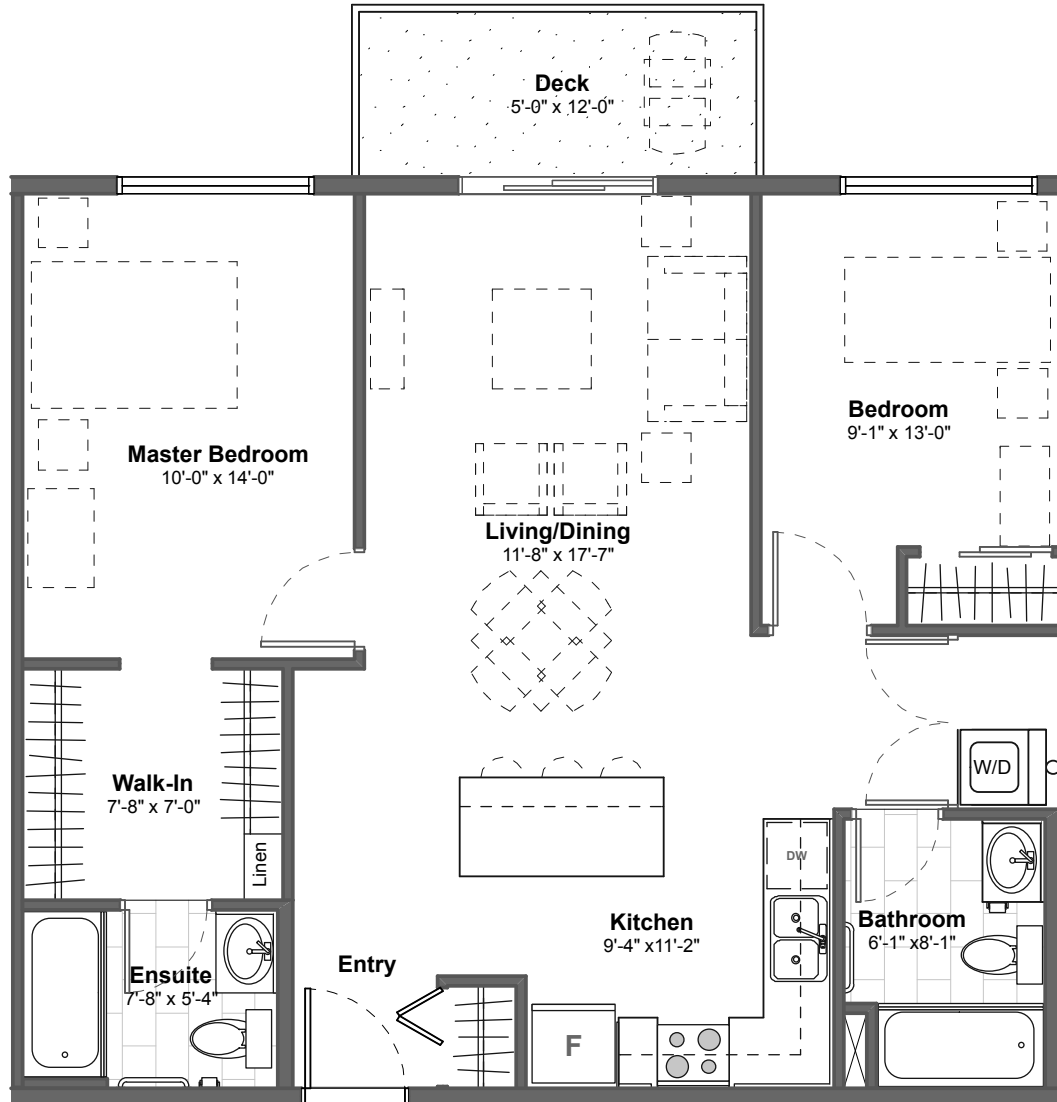 Deck
5'-0" x 12'-0"
Bedroom
9'-1" x 13'-0"
Master Bedroom
10'-0" x 14'-0"
Living/Dining
11'-8" x 17'-7"
W/D
Walk-In
7'-8" x 7'-0"
Linen
DW
Kitchen
9'-4" x11'-2"
Bathroom
6'-1" x8'-1"
Entry
Ensuite
7'-8" x 5'-4"
F